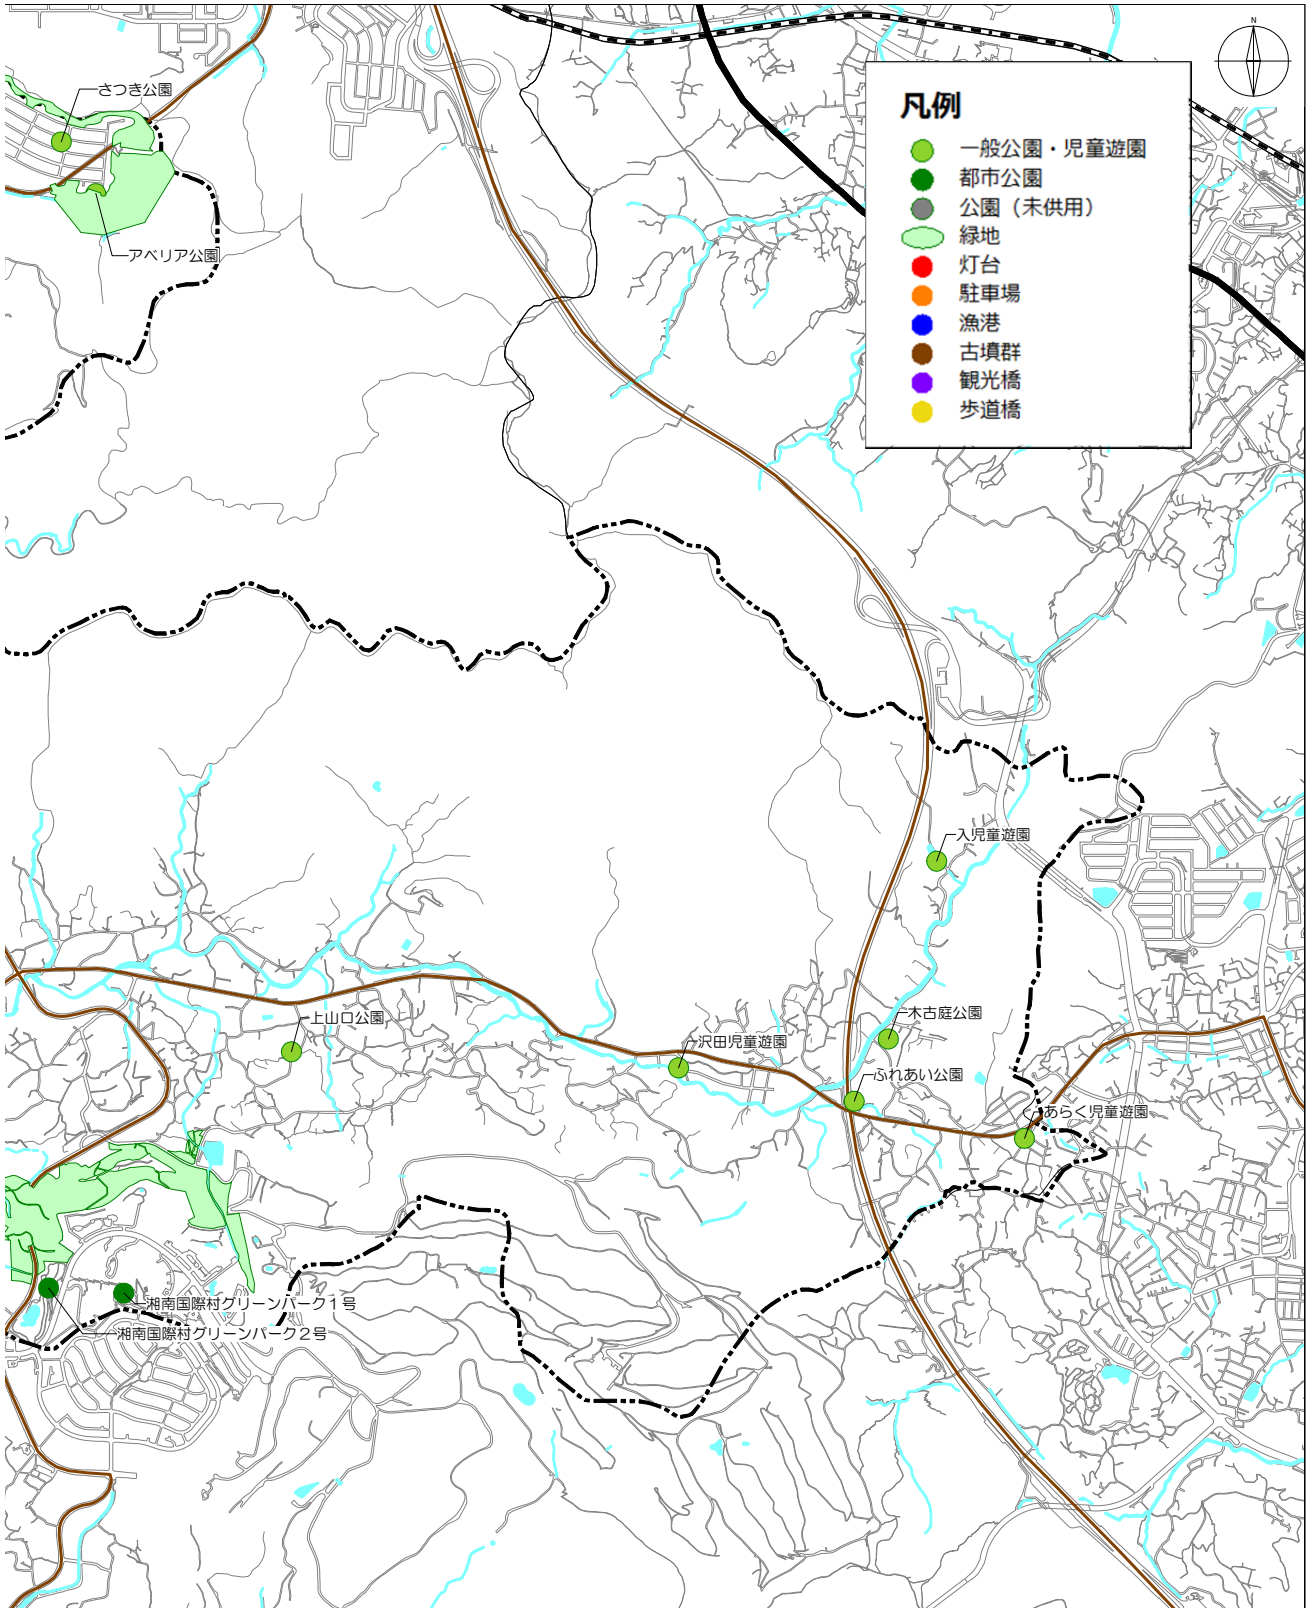 N
さつき公園
アベリア公園
凡例
一般公園・児童遊園
都市公園
公園（未供用）
緑地
灯台
駐車場
漁港
古墳群
観光橋
歩道橋
入児童遊園
上山口公園
木古庭公園
沢田児童遊園
ふれあい公園
あらく児童遊園
湘南国際村グリーンパーク１号
湘南国際村グリーンパーク２号